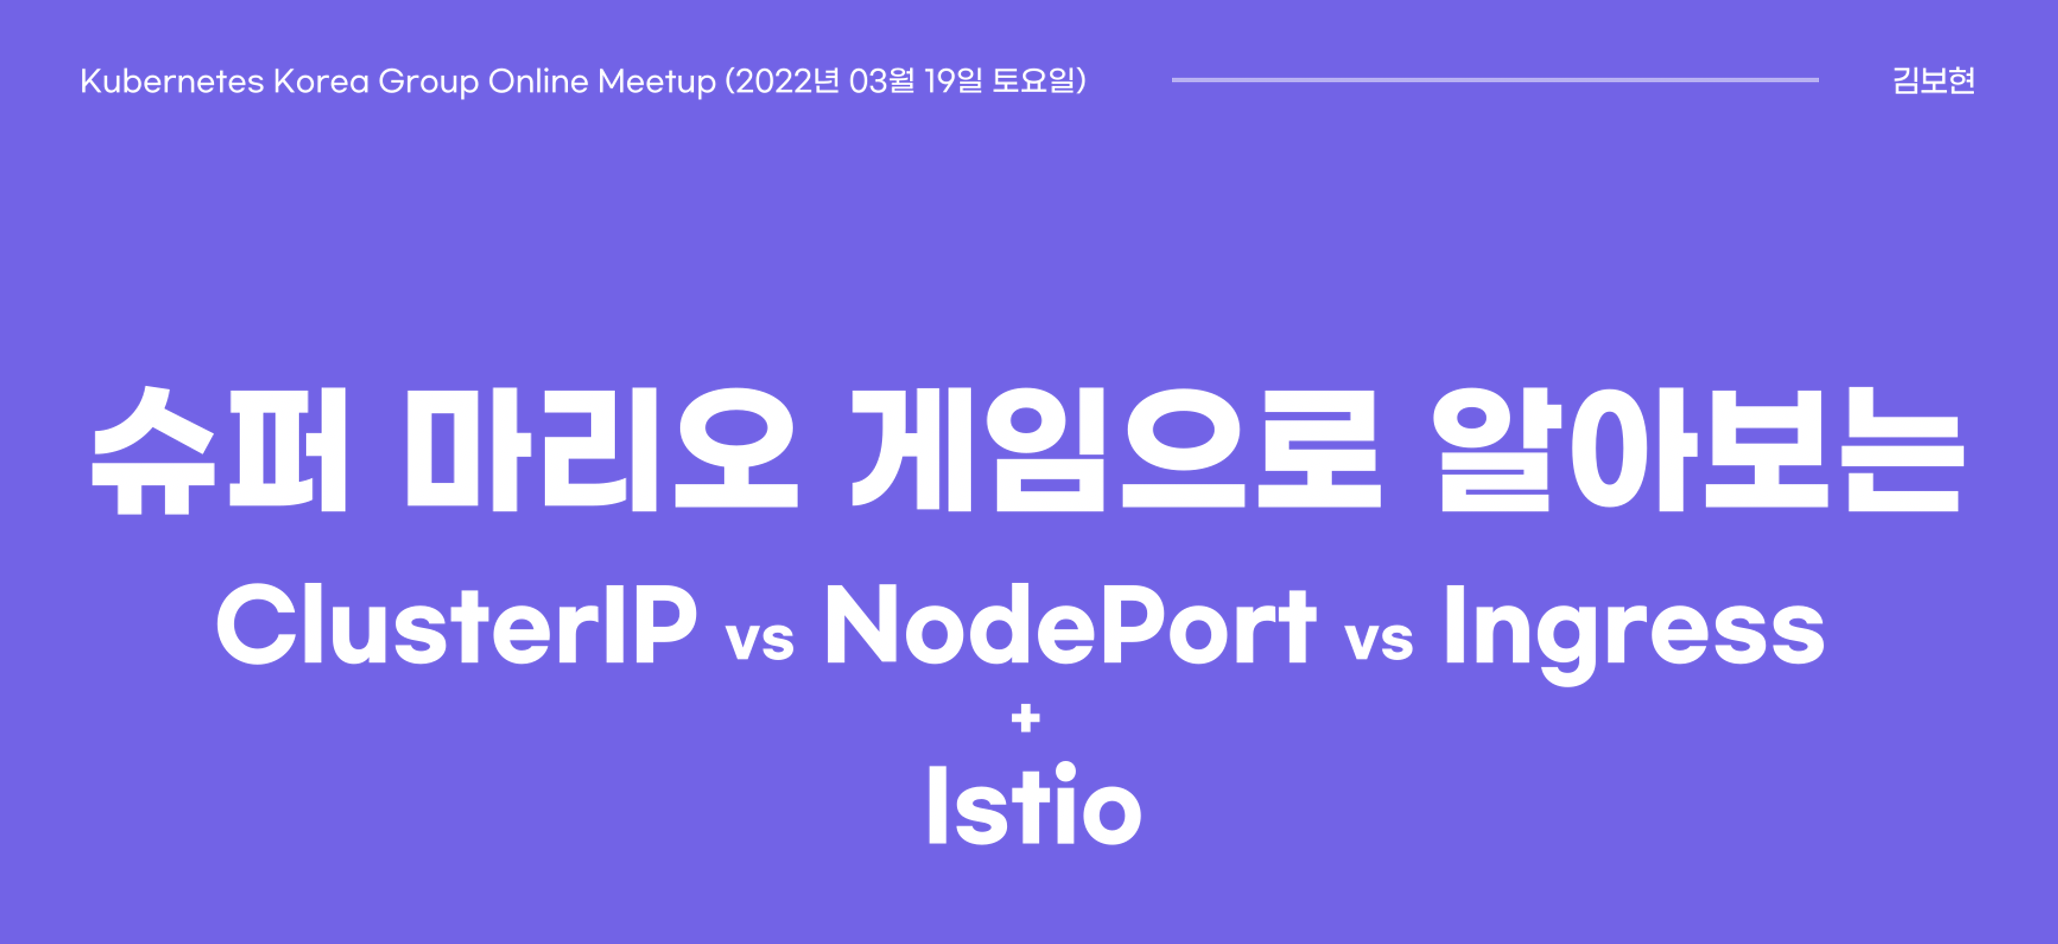 Kubernetes Korea Group Online Meetup (2022년 03월 19일 토요일)
김보현
슈퍼 마리오 게임으로 알아보는
ClusterIP vs NodePort vs Ingress
+
Istio